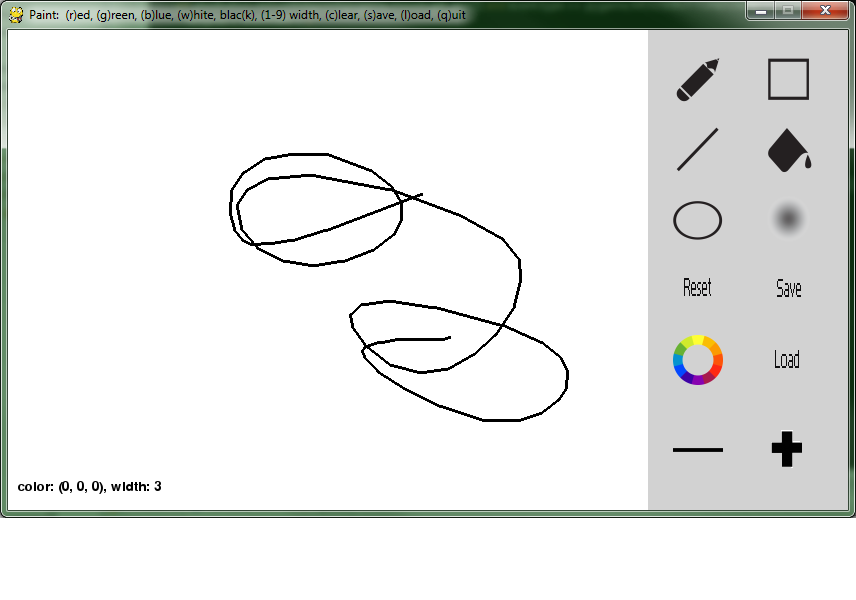 Paint: (r)ed, (g)reen, (b)lue, (w)hite, blac(k), (1-9) width, (c)lear, (s)ave, (l)oad, (q)uit
Reset
Save
Load
color: (0, 0, 0), width: 3